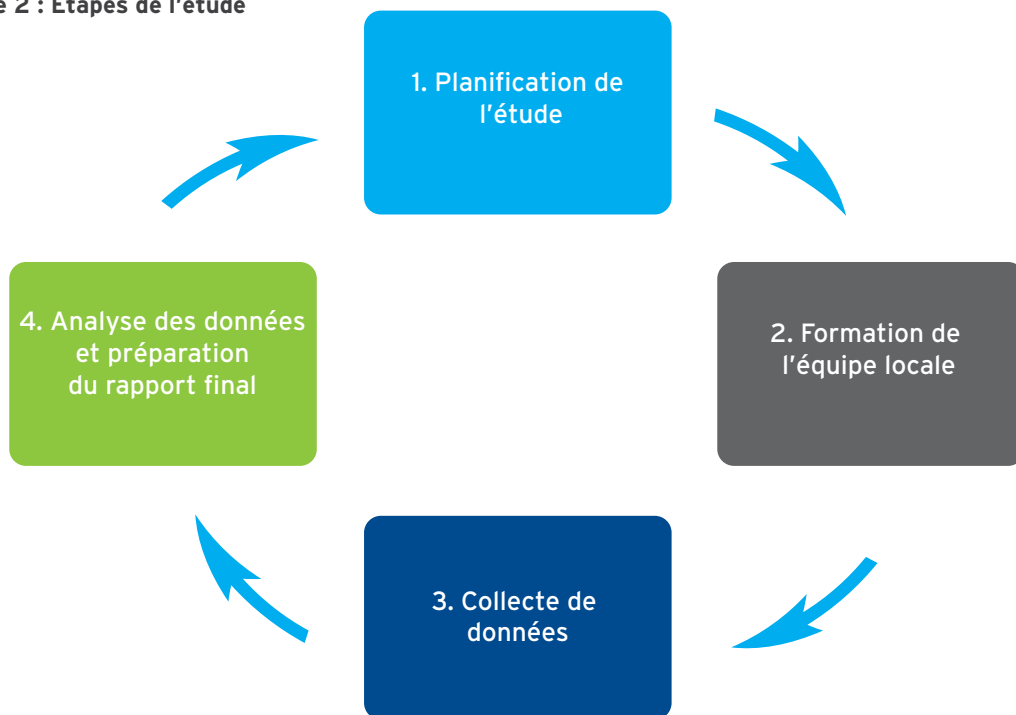 e 2 : Étapes de l'étude
1. Planification de
l'étude
2. Formation de
l'équipe locale
3. Collecte de
données
4. Analyse des données
et préparation
du rapport final